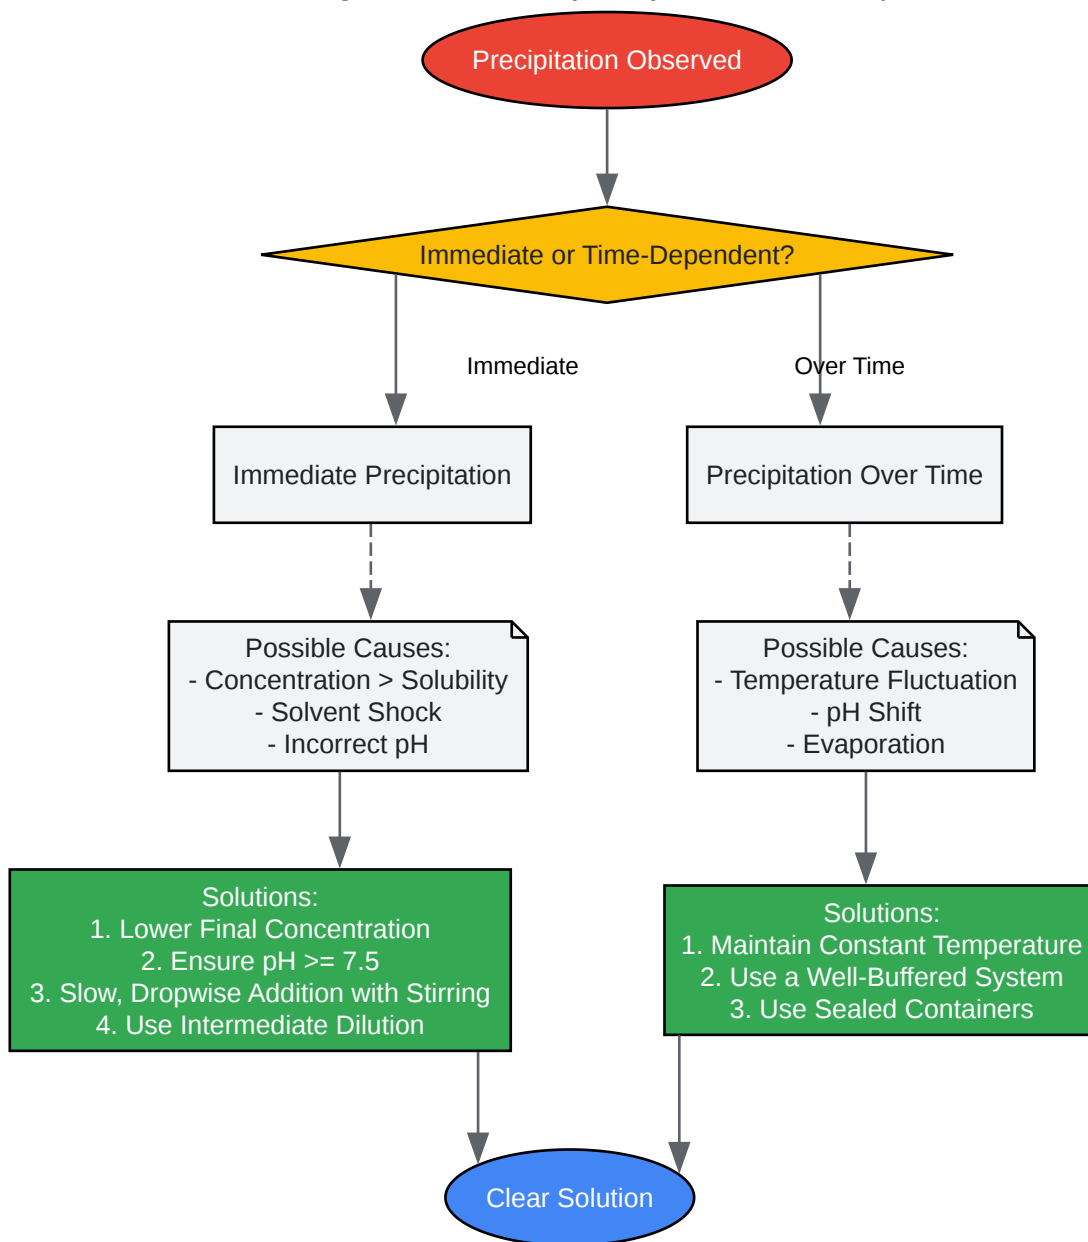 Precipitation Observed
Immediate or Time-Dependent?
Immediate
Over Time
Immediate Precipitation
Precipitation Over Time
Possible Causes:
- Concentration > Solubility
- Solvent Shock
- Incorrect pH
Possible Causes:
- Temperature Fluctuation
- pH Shift
- Evaporation
Solutions:
1. Lower Final Concentration
2. Ensure pH >= 7.5
3. Slow, Dropwise Addition with Stirring
4. Use Intermediate Dilution
Solutions:
1. Maintain Constant Temperature
2. Use a Well-Buffered System
3. Use Sealed Containers
Clear Solution